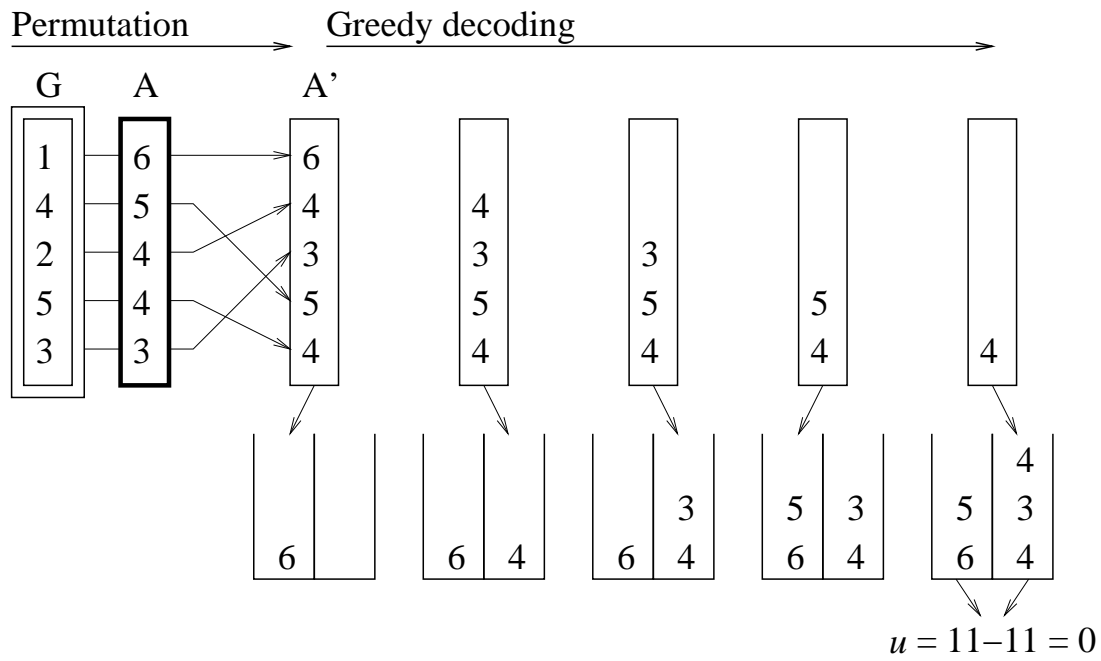 Permutation Greedy decoding
G A A’
1 6 6
4 5 4 4
2 4 3 3 3
5 4 5 5 5 5
3 3 4 4 4 4 4
4
3 5 3 5 3
6 6 4 6 4 6 4 6 4
u = 11–11 = 0